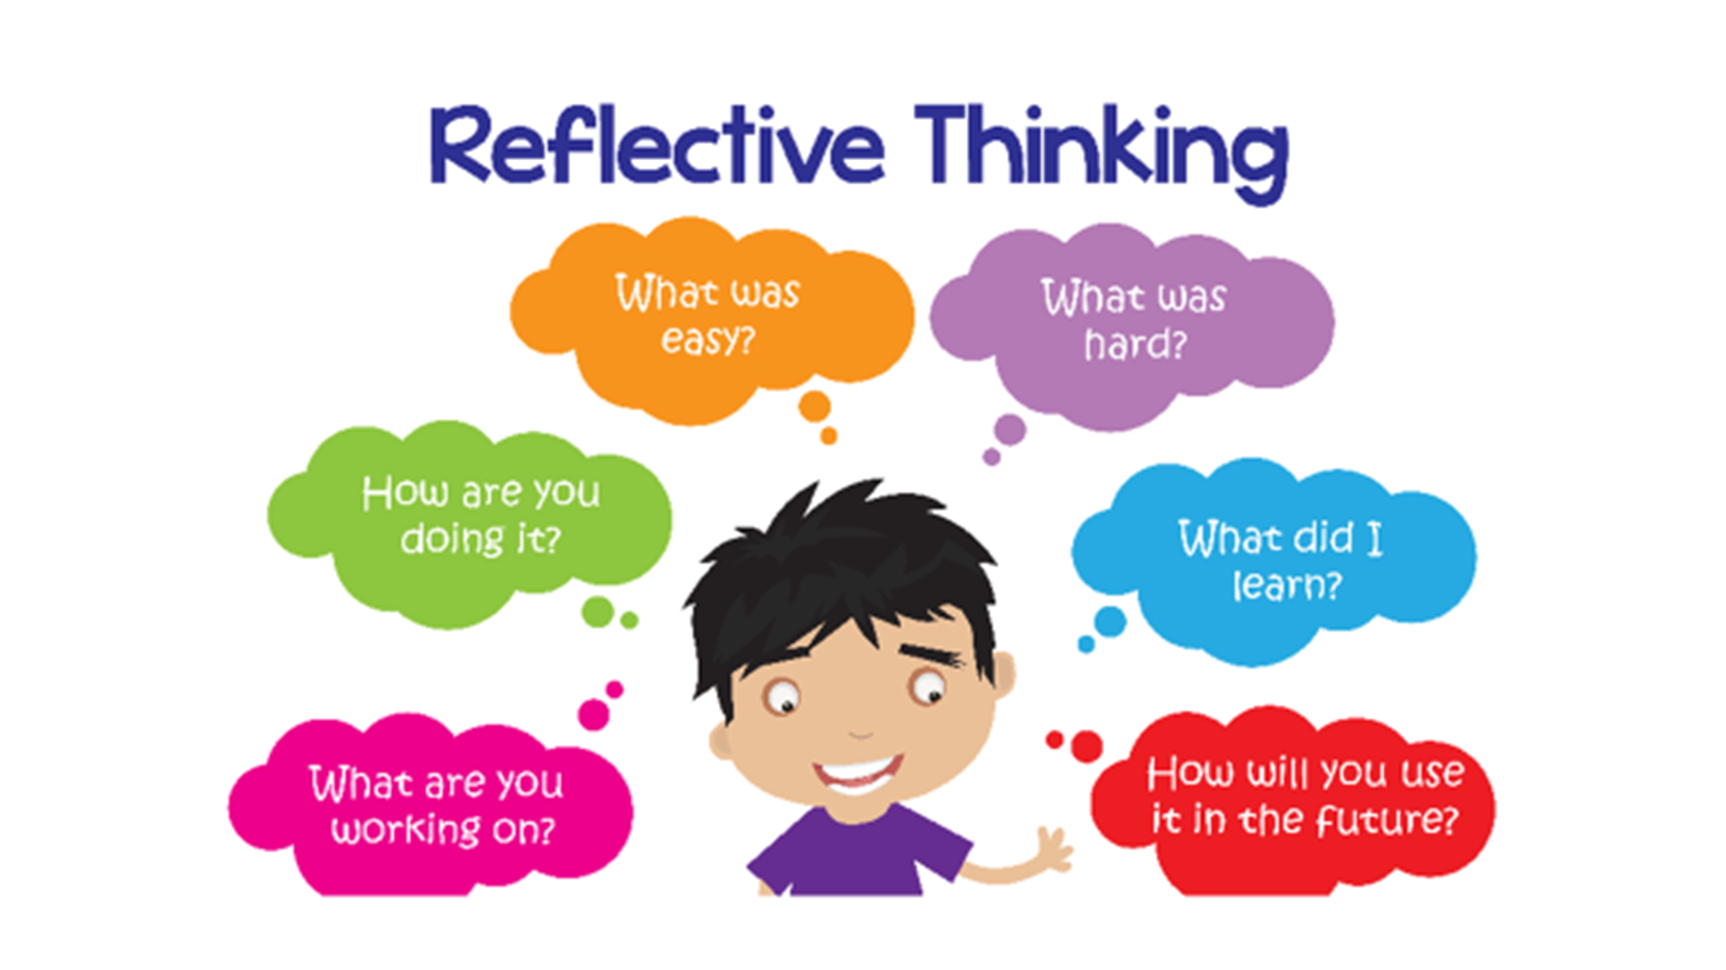 Reflective Thinking
What was
easy?
What was
hard?
How are you
doing it?
What did I
learn?
What are you
working on?
How will you use
it in the future?